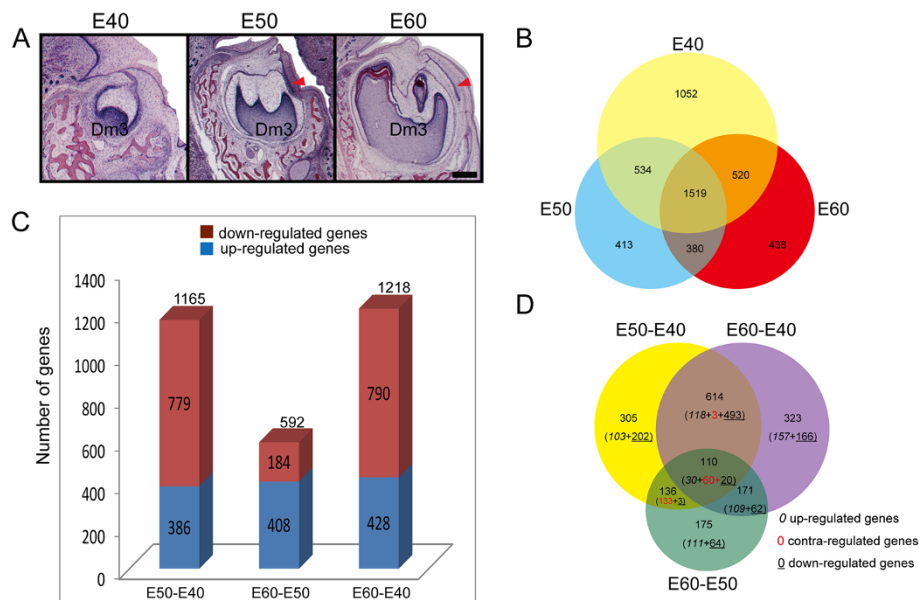 E40 E50 E60
A
Dm3 Dm3 Dm3
B
E40
1052
534 520
1519
E50 E60
413 380 438
C
down-regulated genes
up-regulated genes
Number of genes
1400
1200
1000
800
600
400
200
0
1165
779
386
592
184
408
1218
790
428
E50-E40 E60-E50 E60-E40
D
E50-E40 E60-E40
614
(118+3+493)
305
(103+202)
323
(157+166)
110
(30+60+20)
136
(133+3)
171
(109+62)
175
(111+64)
E60-E50
0 up-regulated genes
0 contra-regulated genes
0 down-regulated genes